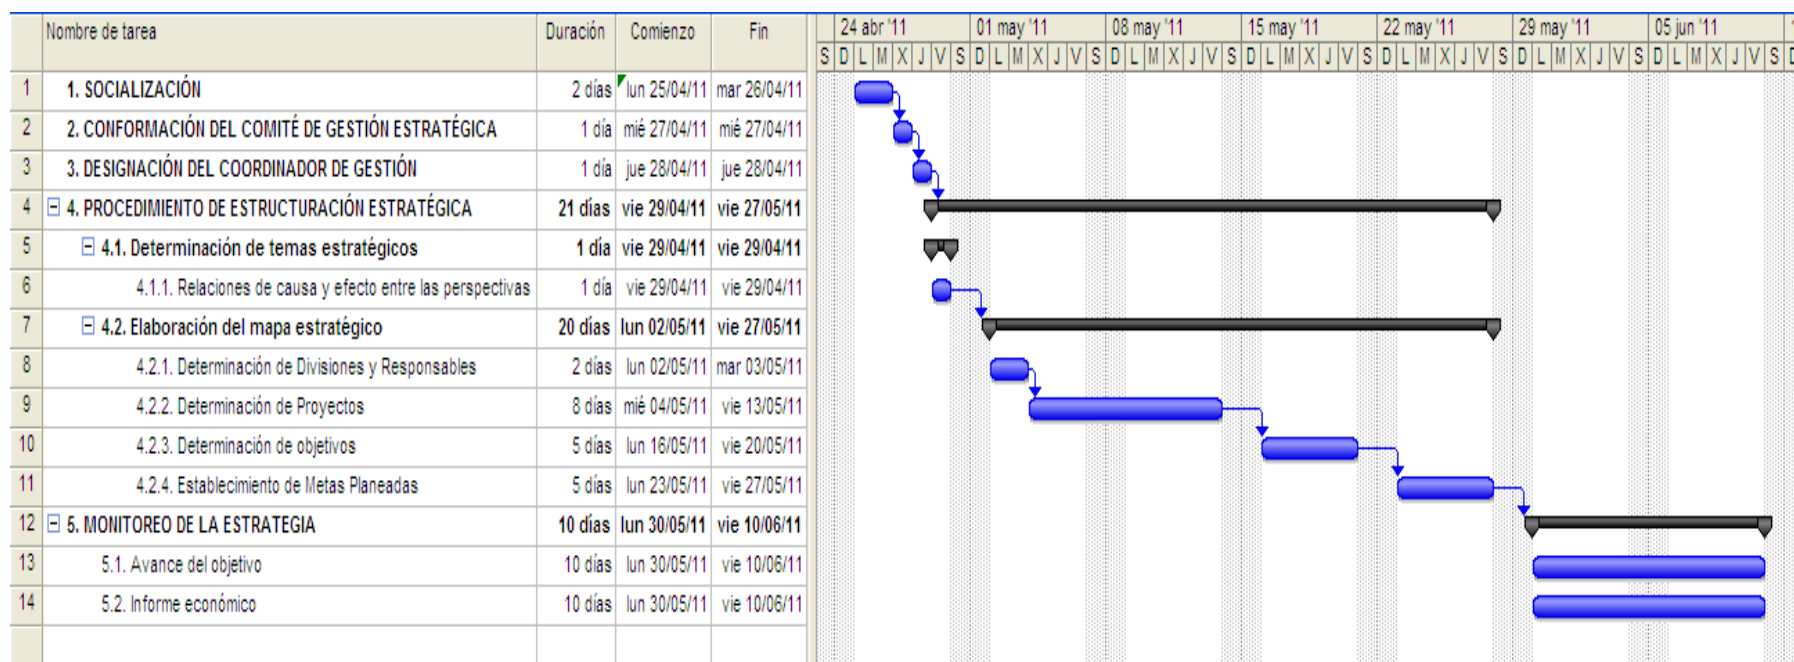 Nombre de tarea Duración Comienzo Fin 24 abr '11 01 may '11 08 may '11 15 may '11 22 may '11 29 may '11 05 jun '11
S D L M X J V S D L M X J V S D L M X J V S D L M X J V S D L M X J V S D L M X J V S D L M X J V S D
1 1. SOCIALIZACIÓN 2 días lun 25/04/11 mar 26/04/11
2 2. CONFORMACIÓN DEL COMITÉ DE GESTIÓN ESTRATÉGICA 1 día mié 27/04/11 mié 27/04/11
3 3. DESIGNACIÓN DEL COORDINADOR DE GESTIÓN 1 día jue 28/04/11 jue 28/04/11
4 4. PROCEDIMIENTO DE ESTRUCTURACIÓN ESTRATÉGICA 21 días vie 29/04/11 vie 27/05/11
5 4.1. Determinación de temas estratégicos 1 día vie 29/04/11 vie 29/04/11
6 4.1.1. Relaciones de causa y efecto entre las perspectivas 1 día vie 29/04/11 vie 29/04/11
7 4.2. Elaboración del mapa estratégico 20 días lun 02/05/11 vie 27/05/11
8 4.2.1. Determinación de Divisiones y Responsables 2 días lun 02/05/11 mar 03/05/11
9 4.2.2. Determinación de Proyectos 8 días mié 04/05/11 vie 13/05/11
10 4.2.3. Determinación de objetivos 5 días lun 16/05/11 vie 20/05/11
11 4.2.4. Establecimiento de Metas Planeadas 5 días lun 23/05/11 vie 27/05/11
12 5. MONITOREO DE LA ESTRATEGIA 10 días lun 30/05/11 vie 10/06/11
13 5.1. Avance del objetivo 10 días lun 30/05/11 vie 10/06/11
14 5.2. Informe económico 10 días lun 30/05/11 vie 10/06/11